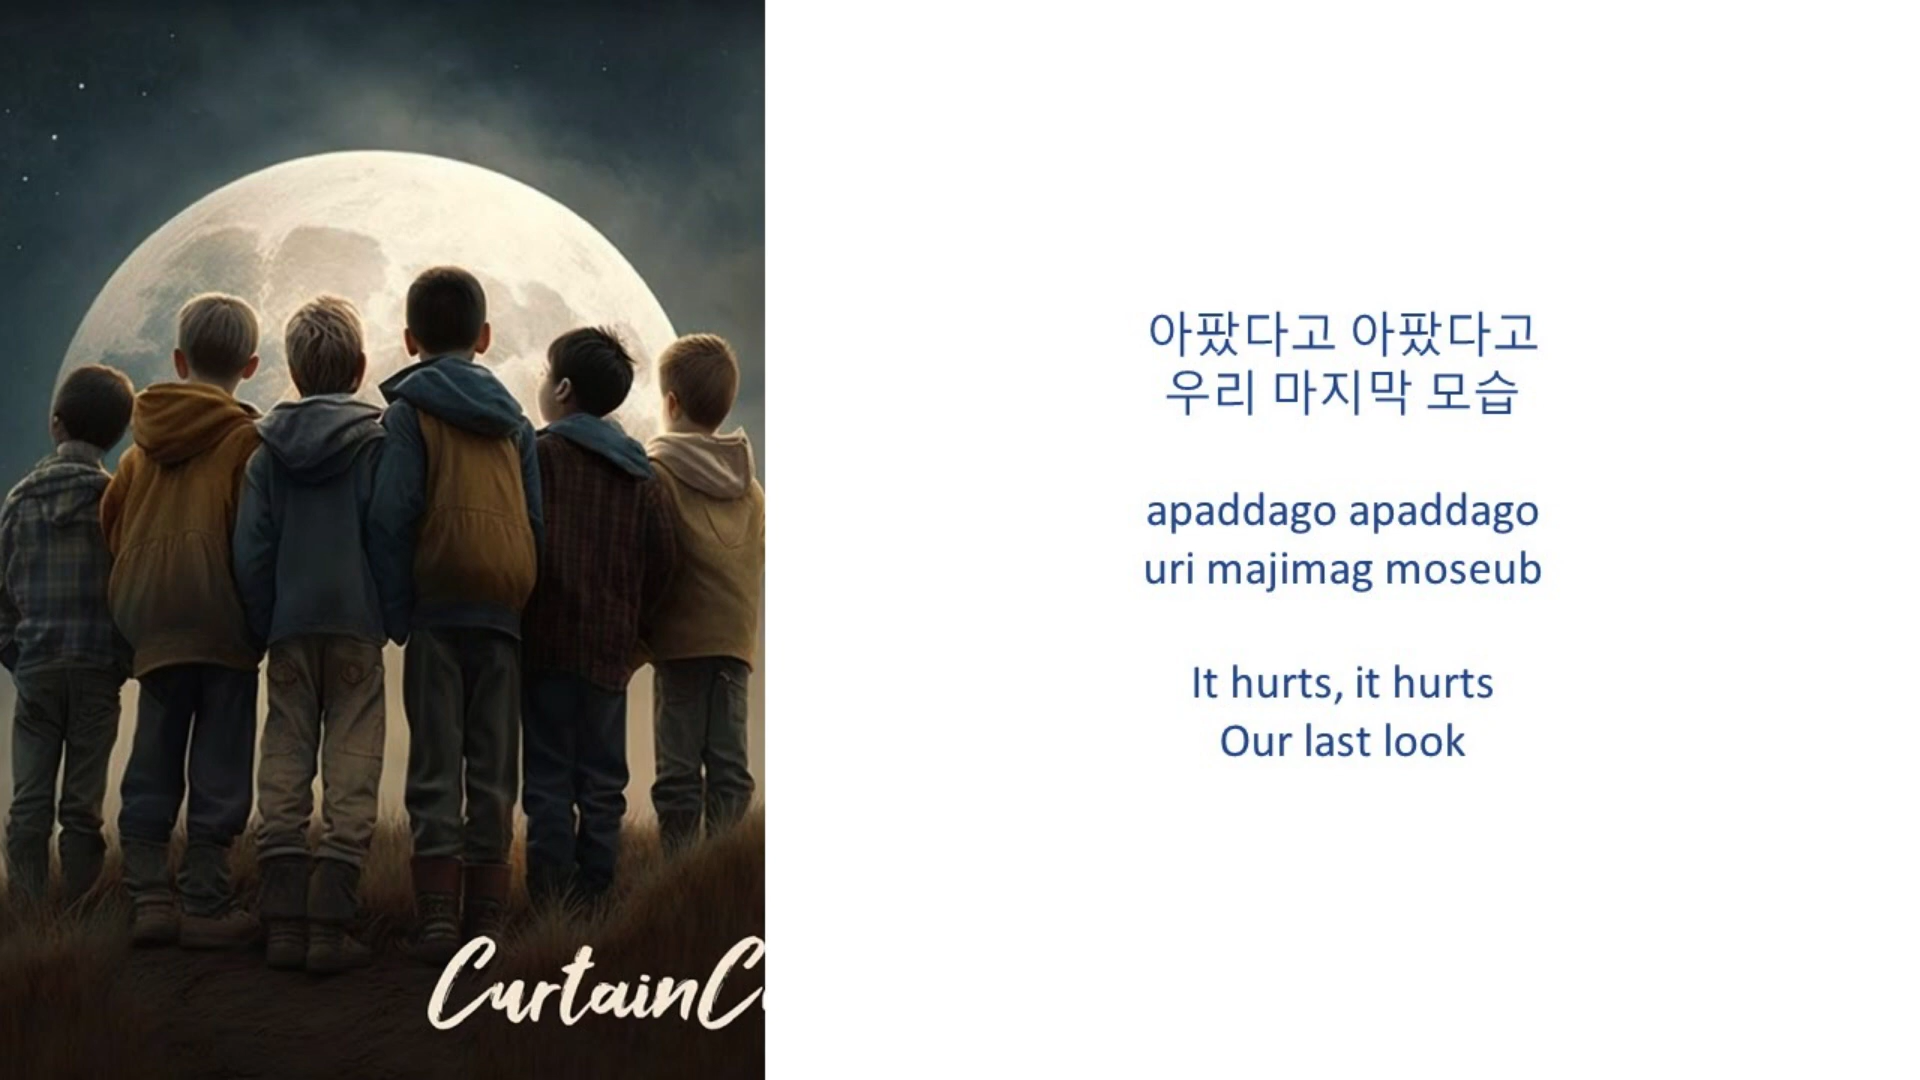 아팠다고 아팠다고
우리 마지막 모습
apaddago apaddago
uri majimag moseub
It hurts, it hurts
Our last look
CurtainC